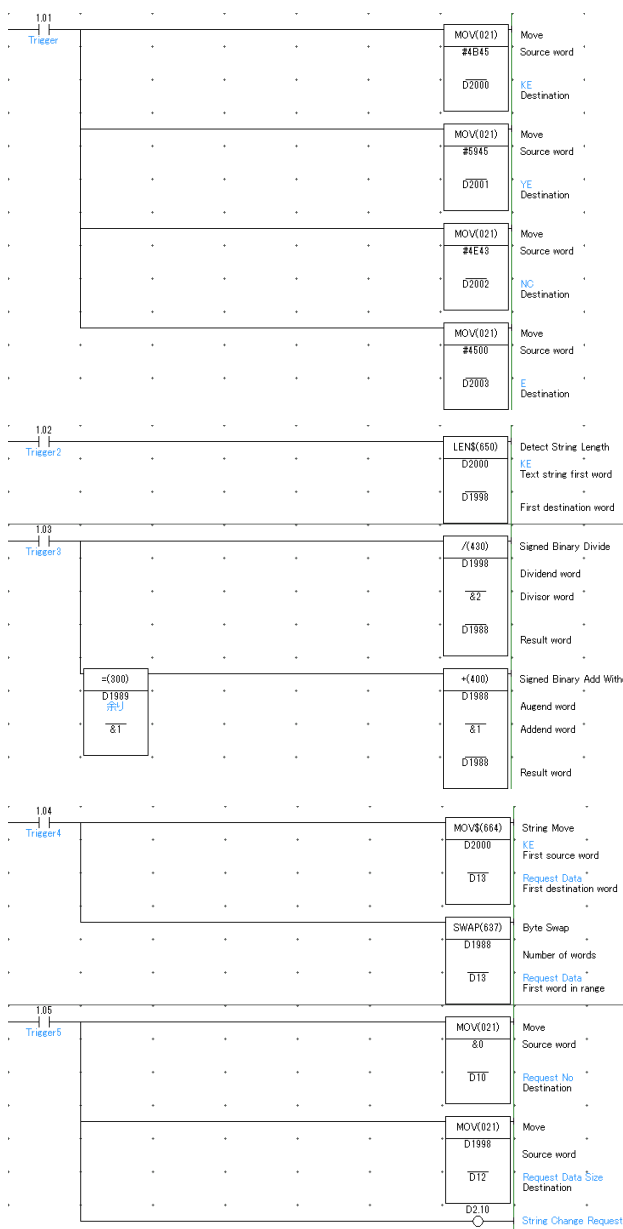 1.01
Trigger
MOV(021) Move
#4B45 Source word
D2000 KE
Destination
MOV(021) Move
#5945 Source word
D2001 YE
Destination
MOV(021) Move
#4E43 Source word
D2002 NC
Destination
MOV(021) Move
#4500 Source word
D2003 E
Destination
1.02
Trigger2
LEN$(650) Detect String Length
D2000 KE
Text string first word
D1998
First destination word
1.03
Trigger3
/(430) Signed Binary Divide
D1998
Dividend word
&2 Divisor word
D1988
Result word
=(300) +(400) Signed Binary Add With
D1989 D1988
余り Augend word
&1 &1 Addend word
D1988
Result word
1.04
Trigger4
MOV$(664) String Move
D2000 KE
First source word
D13 Request Data
First destination word
SWAP(637) Byte Swap
D1988
Number of words
D13 Request Data
First word in range
1.05
Trigger5
MOV(021) Move
&0 Source word
D10 Request No
Destination
MOV(021) Move
D1998
Source word
D12 Request Data Size
Destination
D2.10
String Change Request